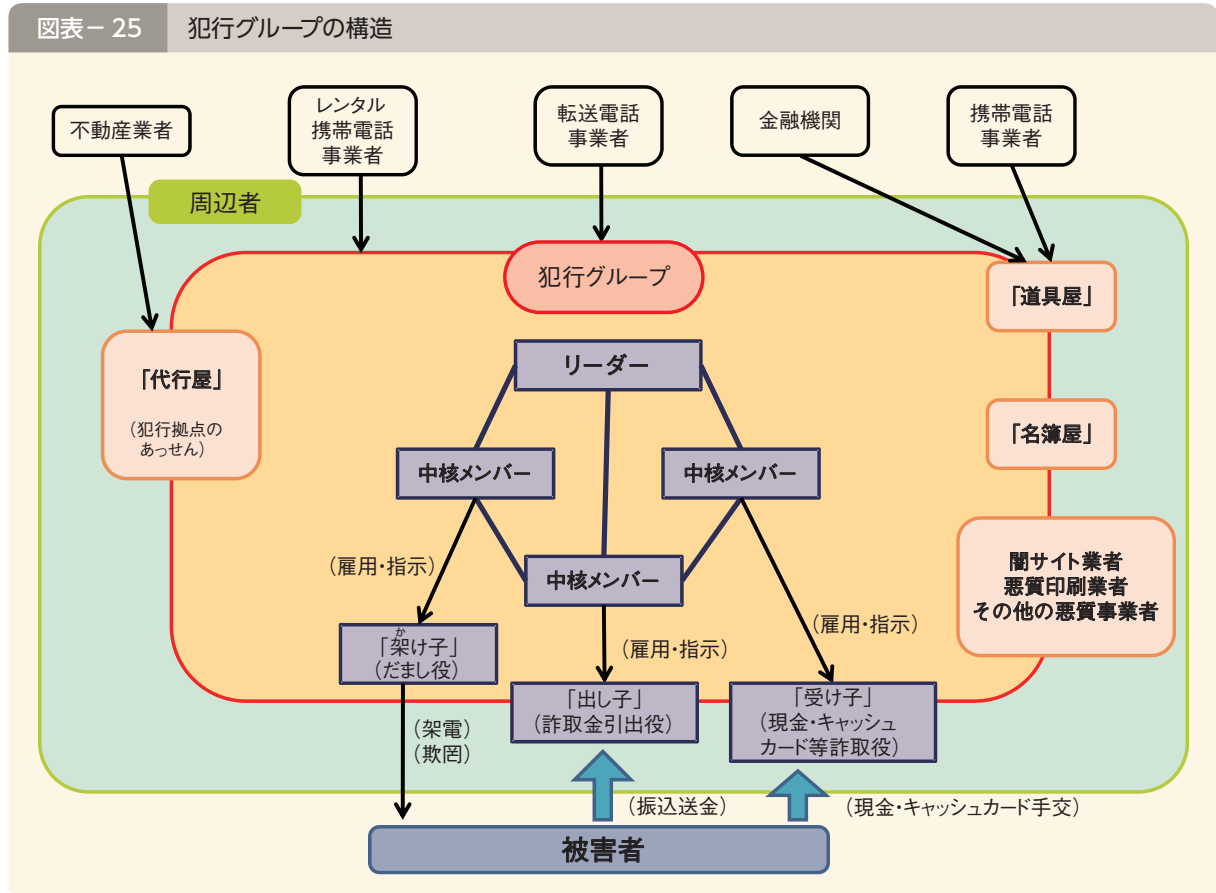 図表－25 犯行グループの構造
不動産業者
レンタル
携帯電話
事業者
転送電話
事業者
金融機関
携帯電話
事業者
周辺者
犯行グループ
「道具屋」
「代行屋」
(犯行拠点の
あっせん)
リーダー
「名簿屋」
中核メンバー
中核メンバー
闇サイト業者
悪質印刷業者
その他の悪質事業者
(雇用・指示)
中核メンバー
(雇用・指示)
(雇用・指示)
か
「架け子」
(だまし役)
「出し子」
(詐取金引出役)
「受け子」
(現金・キャッシュ
カード等詐取役)
(架電)
(欺罔)
(振込送金)
(現金・キャッシュカード手交)
被害者